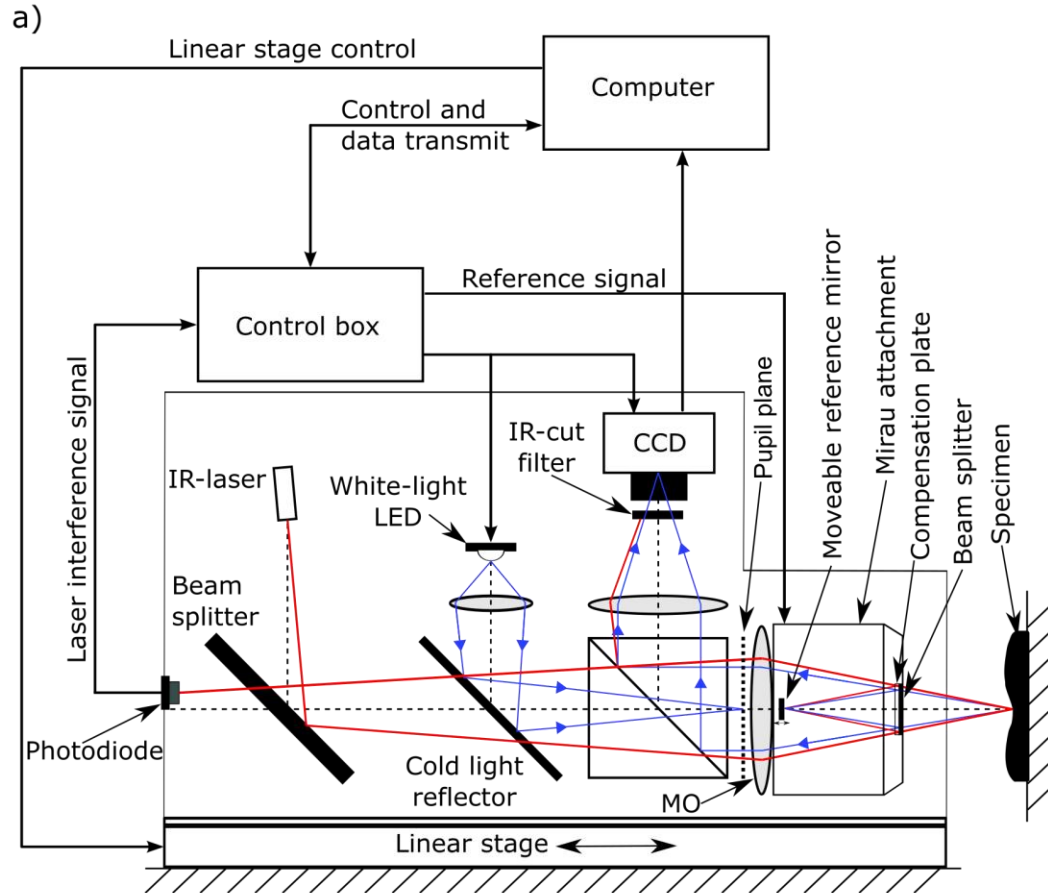 a)
Linear stage control
Computer
Control and
data transmit
Reference signal
Control box
Laser interference signal
IR-laser
White-light
LED
IR-cut
filter
CCD
Pupil plane
Moveable reference mirror
Mirau attachment
Compensation plate
Beam splitter
Specimen
Beam
splitter
Photodiode
Cold light
reflector
MO
Linear stage